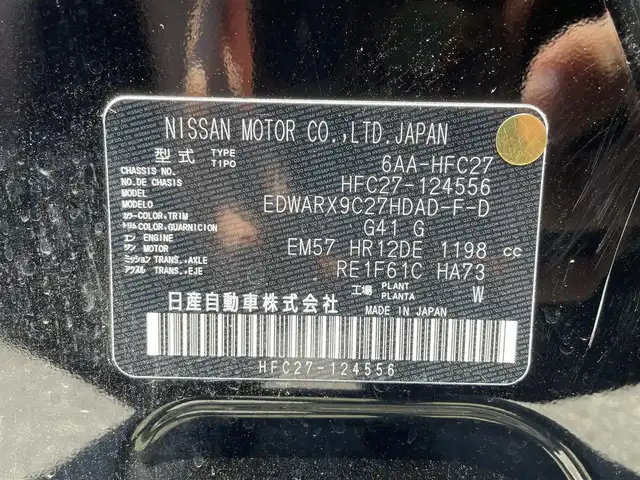 NISSAN MOTOR CO.,LTD.JAPAN
型式 TYPE TIPO 6AA-HFC27
CHASSIS NO. NO.DE CHASIS HFC27-124556
MODEL MODELO EDWARX9C27HDAD-F-D
カラートリム COLOR,TRIM COLOR,GUARNICION G41 G
エンジン ENGINE MOTOR EM57 HR12DE 1198 cc
ミッションアクスル TRANS.,AXLE TRANS.,EJE RE1F61C HA73
工場 PLANT PLANTA W
日産自動車株式会社 MADE IN JAPAN
HFC27-124556